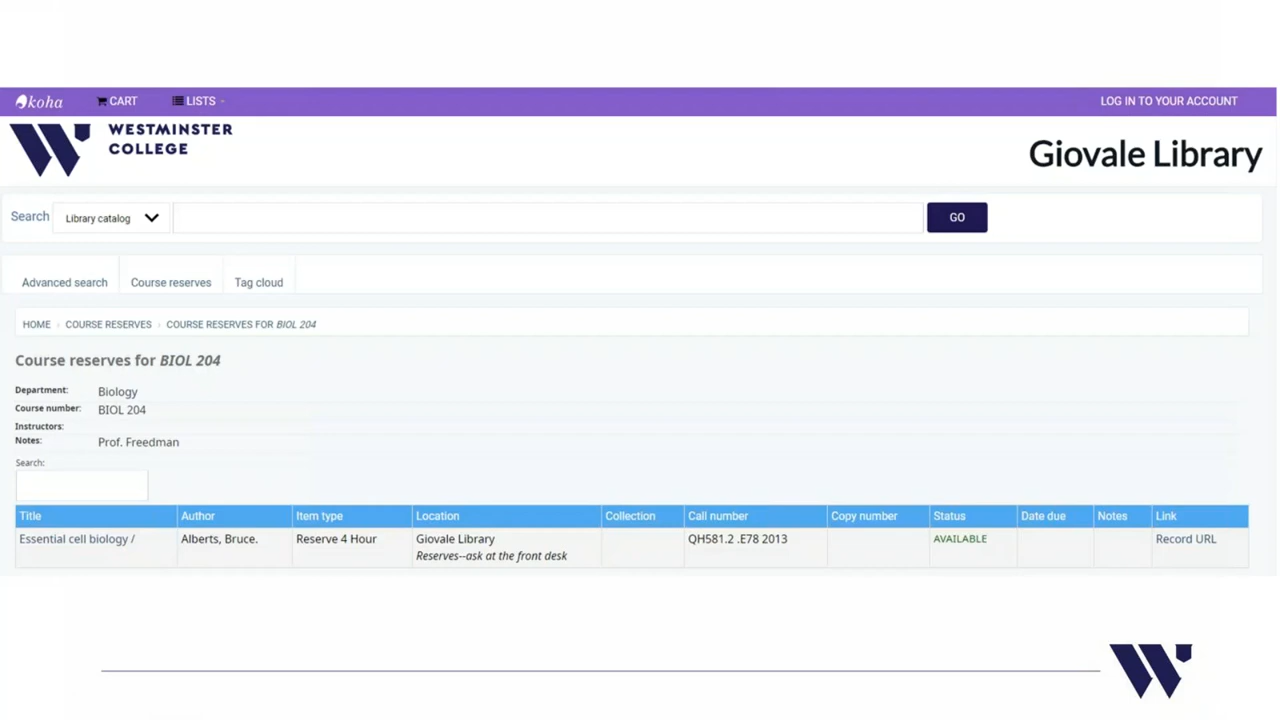 koha CART LISTS LOG IN TO YOUR ACCOUNT
WESTMINSTER
COLLEGE
Giovale Library
Search Library catalog GO
Advanced search Course reserves Tag cloud
HOME › COURSE RESERVES › COURSE RESERVES FOR BIOL 204
Course reserves for BIOL 204
Department: Biology
Course number: BIOL 204
Instructors:
Notes: Prof. Freedman
Search:
Title Author Item type Location Collection Call number Copy number Status Date due Notes Link
Essential cell biology / Alberts, Bruce. Reserve 4 Hour Giovale Library QH581.2 .E78 2013 AVAILABLE Record URL
Reserves--ask at the front desk